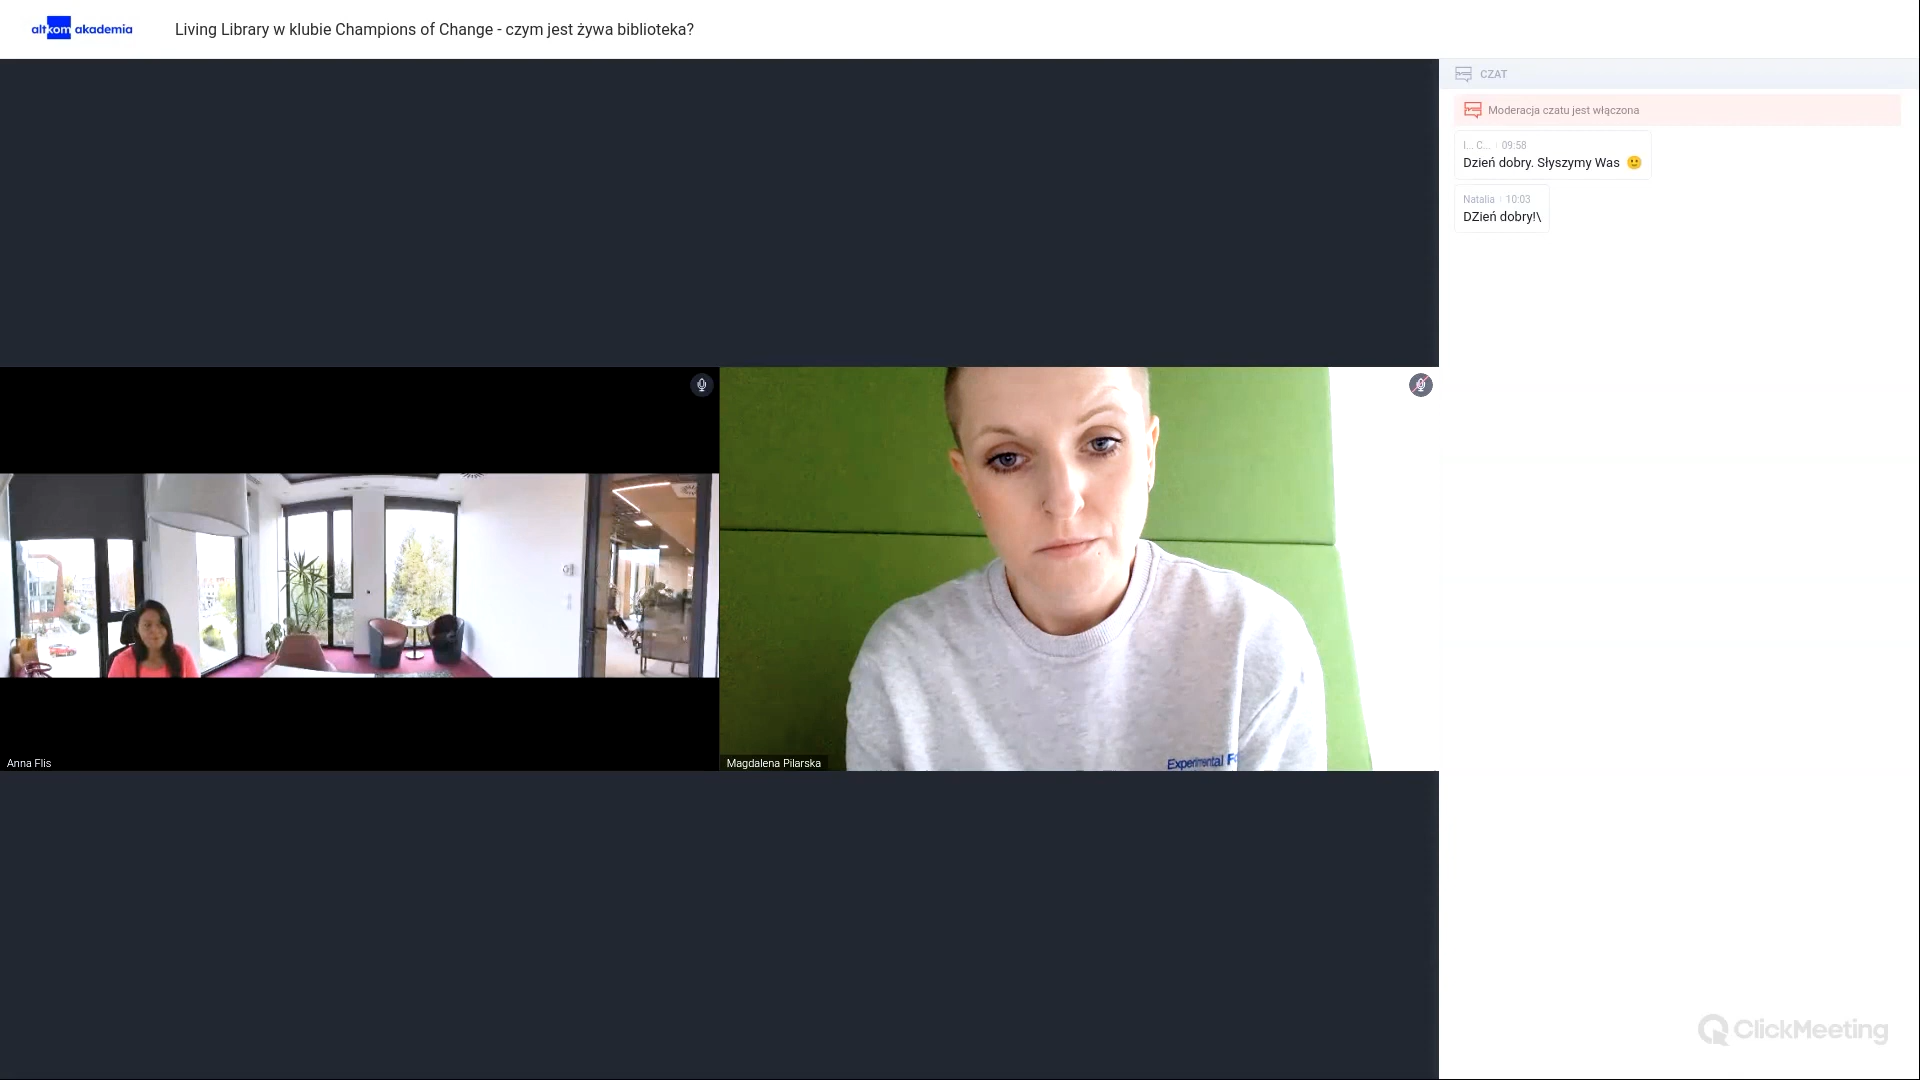 altkom akademia
Living Library w klubie Champions of Change - czym jest żywa biblioteka?
CZAT
Moderacja czatu jest włączona
I... C... 09:58
Dzień dobry. Słyszymy Was 🙂
Natalia 10:03
DZień dobry!\
Anna Flis
Magdalena Pilarska
Experimental
ClickMeeting